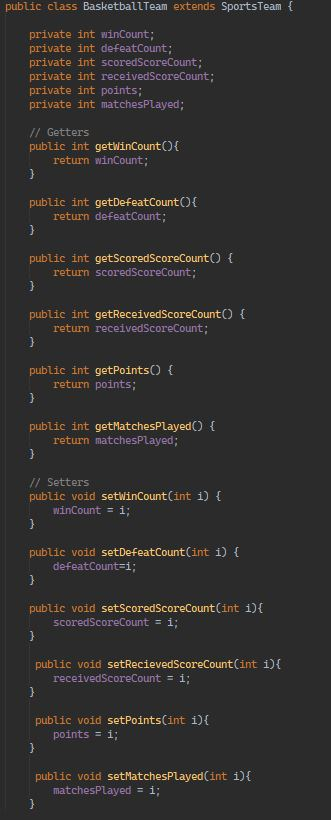 public class BasketballTeam extends SportsTeam {
private int winCount;
private int defeatCount;
private int scoredScoreCount;
private int receivedScoreCount;
private int points;
private int matchesPlayed;
// Getters
public int getWinCount(){
return winCount;
}
public int getDefeatCount(){
return defeatCount;
}
public int getScoredScoreCount() {
return scoredScoreCount;
}
public int getReceivedScoreCount() {
return receivedScoreCount;
}
public int getPoints() {
return points;
}
public int getMatchesPlayed() {
return matchesPlayed;
}
// Setters
public void setWinCount(int i) {
winCount = i;
}
public void setDefeatCount(int i) {
defeatCount=i;
}
public void setScoredScoreCount(int i){
scoredScoreCount = i;
}
public void setRecievedScoreCount(int i){
receivedScoreCount = i;
}
public void setPoints(int i){
points = i;
}
public void setMatchesPlayed(int i){
matchesPlayed = i;
}